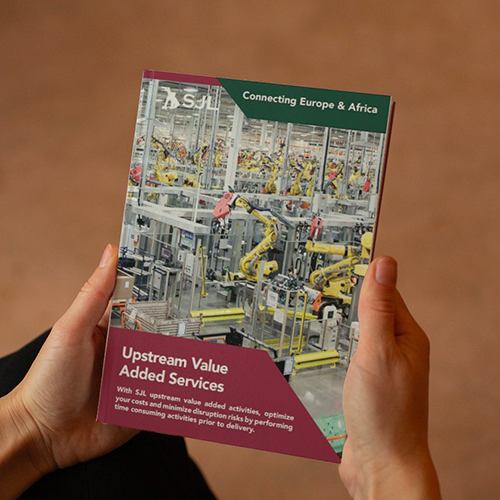 SJL
Connecting Europe & Africa
Upstream Value
Added Services
With SJL upstream value added activities, optimize
your costs and minimize disruption risks by performing
time consuming activities prior to delivery.